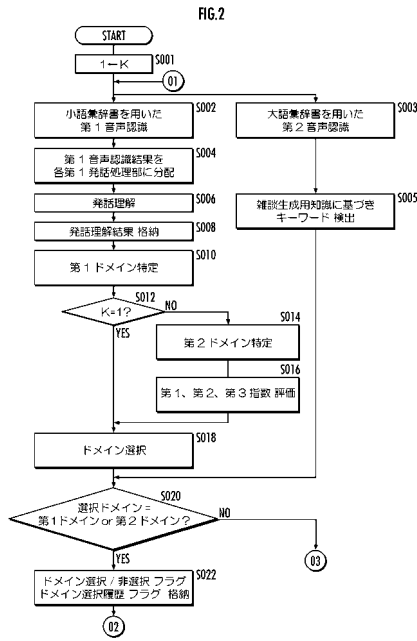 FIG.2
START
1←K
S001
01
小語彙辞書を用いた
第1音声認識
S002
大語彙辞書を用いた
第2音声認識
S003
第1音声認識結果を
各第1発話処理部に分配
S004
発話理解
S006
雑談生成用知識に基づき
キーワード 検出
S005
発話理解結果 格納
S008
第1ドメイン特定
S010
K=1?
S012
NO
YES
第2ドメイン特定
S014
第1、第2、第3指数 評価
S016
ドメイン選択
S018
選択ドメイン=
第1ドメイン or 第2ドメイン?
S020
NO
YES
03
ドメイン選択 / 非選択 フラグ
ドメイン選択履歴 フラグ 格納
S022
02